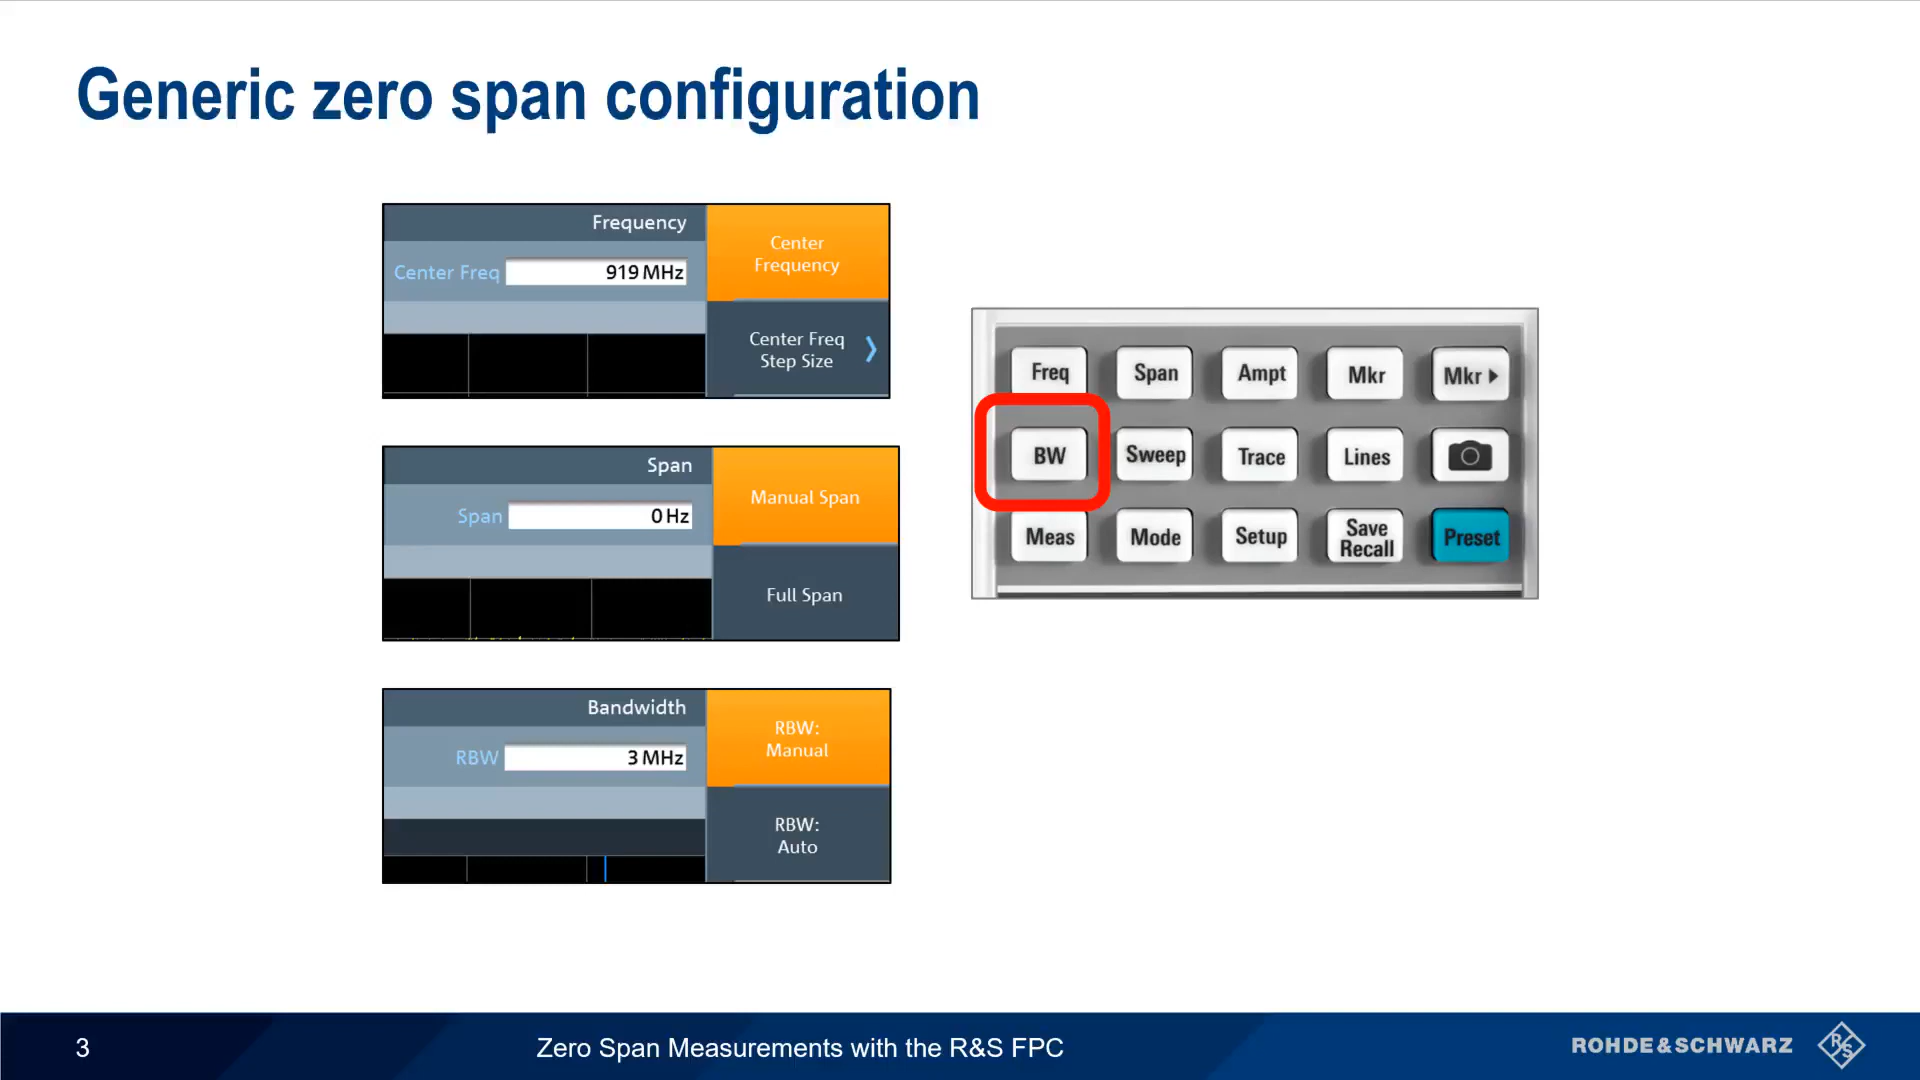 Generic zero span configuration
Frequency
Center Freq 919 MHz
Center
Frequency
Center Freq
Step Size
Span
Span 0 Hz
Manual Span
Full Span
Bandwidth
RBW 3 MHz
RBW:
Manual
RBW:
Auto
Freq Span Ampt Mkr Mkr
BW Sweep Trace Lines
Meas Mode Setup Save
Recall Preset
3 Zero Span Measurements with the R&S FPC ROHDE&SCHWARZ R&S